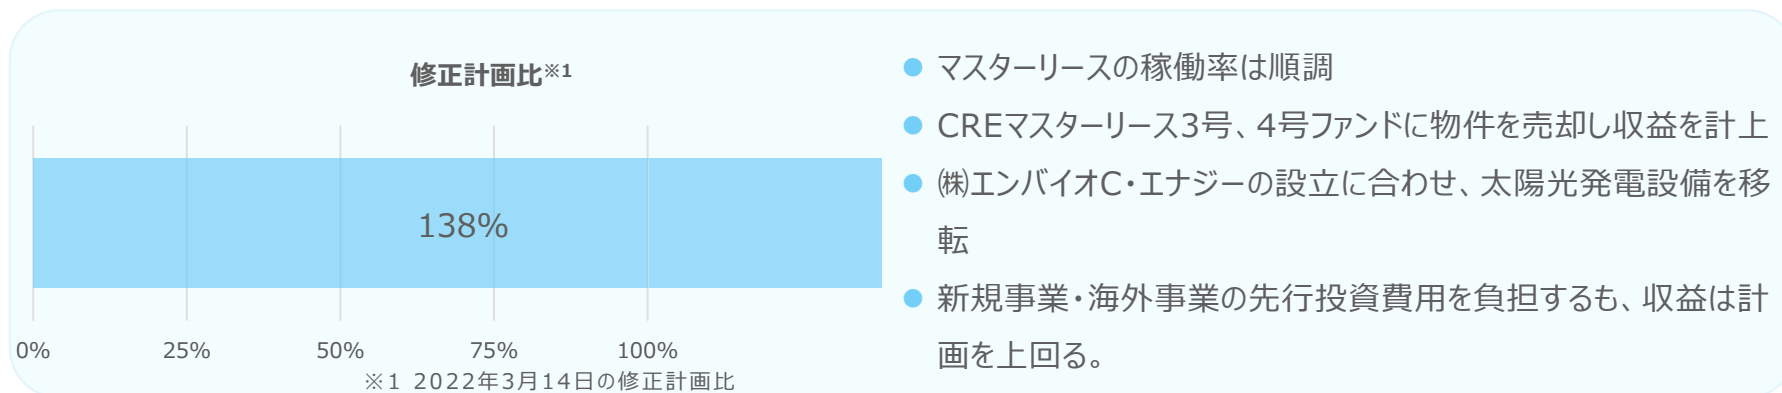 修正計画比※1
138%
0%
25%
50%
75%
100%
※1 2022年3月14日の修正計画比
● マスターリースの稼働率は順調
● CREマスターリース3号、4号ファンドに物件を売却し収益を計上
● ㈱エンバイオC・エナジーの設立に合わせ、太陽光発電設備を移
転
● 新規事業・海外事業の先行投資費用を負担するも、収益は計
画を上回る。